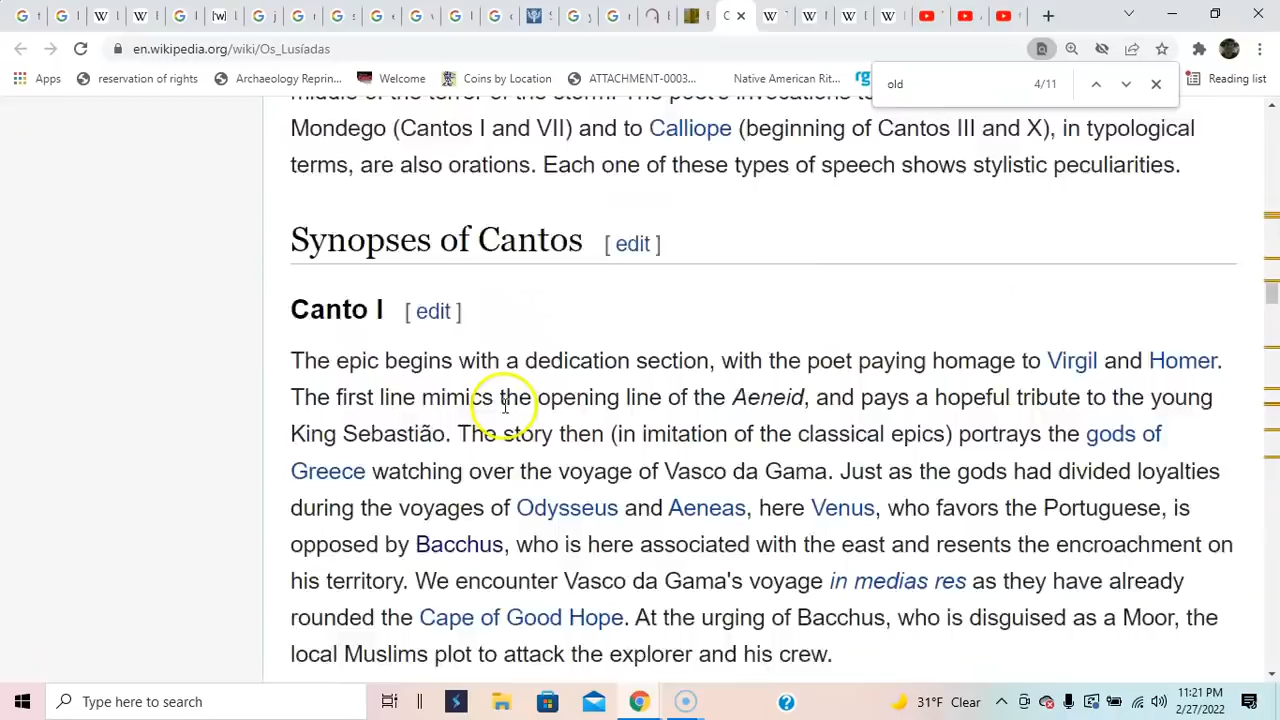 en.wikipedia.org/wiki/Os_Lusíadas
Apps reservation of rights Archaeology Reprin... Welcome Coins by Location ATTACHMENT-0003... Native American Rit... rg Reading list
old 4/11
Mondego (Cantos I and VII) and to Calliope (beginning of Cantos III and X), in typological
terms, are also orations. Each one of these types of speech shows stylistic peculiarities.
Synopses of Cantos [ edit ]
Canto I [ edit ]
The epic begins with a dedication section, with the poet paying homage to Virgil and Homer.
The first line mimics the opening line of the Aeneid, and pays a hopeful tribute to the young
King Sebastião. The story then (in imitation of the classical epics) portrays the gods of
Greece watching over the voyage of Vasco da Gama. Just as the gods had divided loyalties
during the voyages of Odysseus and Aeneas, here Venus, who favors the Portuguese, is
opposed by Bacchus, who is here associated with the east and resents the encroachment on
his territory. We encounter Vasco da Gama's voyage in medias res as they have already
rounded the Cape of Good Hope. At the urging of Bacchus, who is disguised as a Moor, the
local Muslims plot to attack the explorer and his crew.
Type here to search
31°F Clear
11:21 PM
2/27/2022